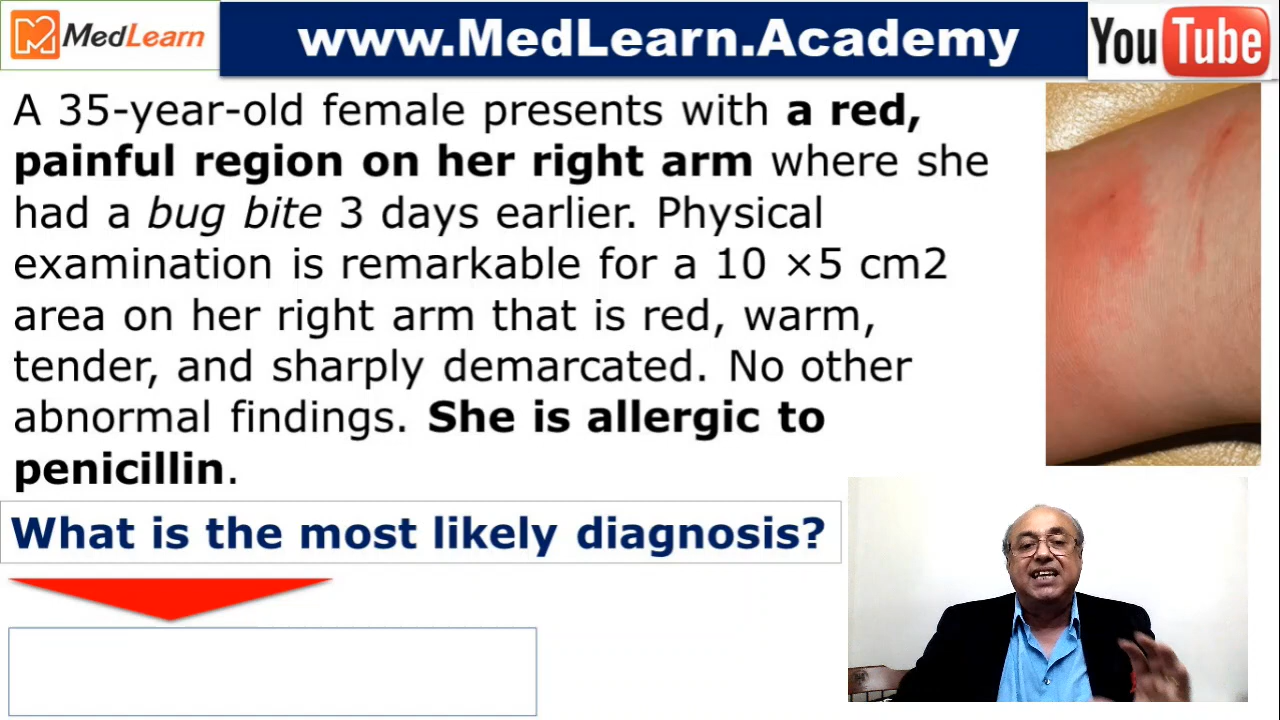 MedLearn
www.MedLearn.Academy
YouTube
A 35-year-old female presents with a red,
painful region on her right arm where she
had a bug bite 3 days earlier. Physical
examination is remarkable for a 10 ×5 cm2
area on her right arm that is red, warm,
tender, and sharply demarcated. No other
abnormal findings. She is allergic to
penicillin.
What is the most likely diagnosis?